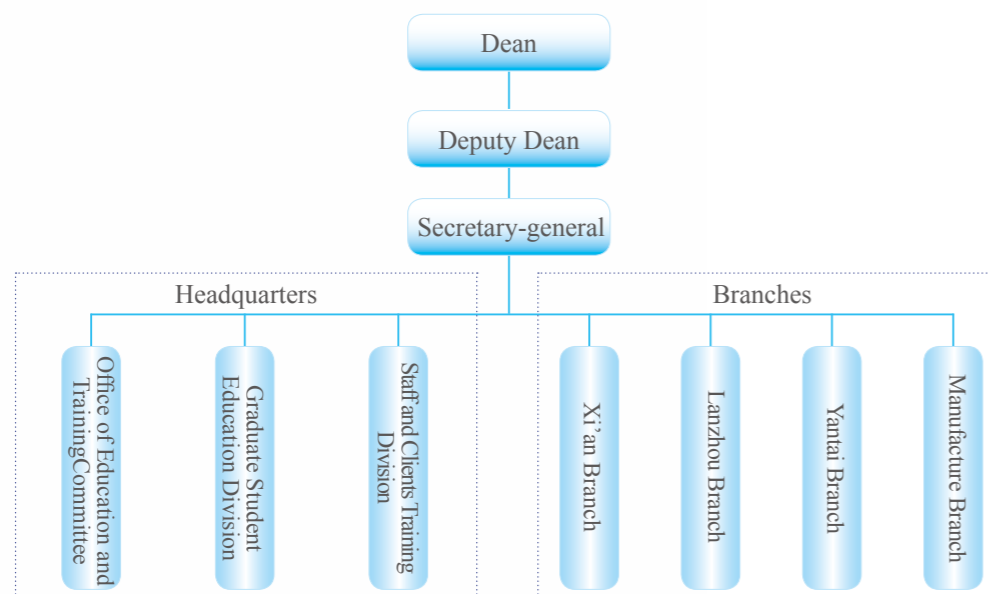 Dean
Deputy Dean
Secretary-general
Headquarters
Branches
Office of Education and
TrainingCommittee
Graduate Student
Education Division
Staff and Clients Training
Division
Xi'an Branch
Lanzhou Branch
Yantai Branch
Manufacture Branch